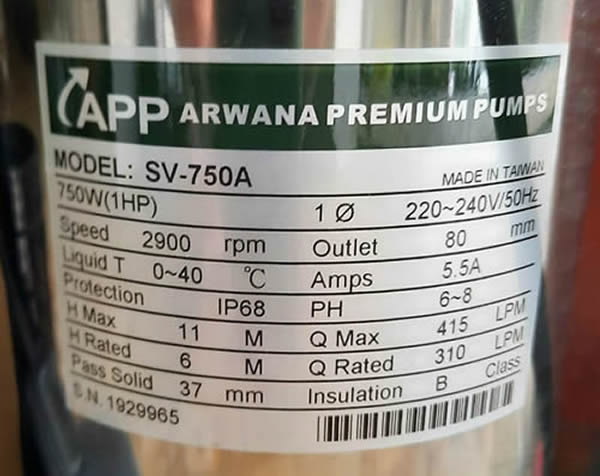 APP ARWANA PREMIUM PUMPS
MODEL: SV-750A MADE IN TAIWAN
750W(1HP) 1 Ø 220~240V/50Hz
Speed 2900 rpm Outlet 80 mm
Liquid T 0~40 °C Amps 5.5A
Protection IP68 PH 6~8
H Max 11 M Q Max 415 LPM
H Rated 6 M Q Rated 310 LPM
Pass Solid 37 mm Insulation B Class
S.N. 1929965